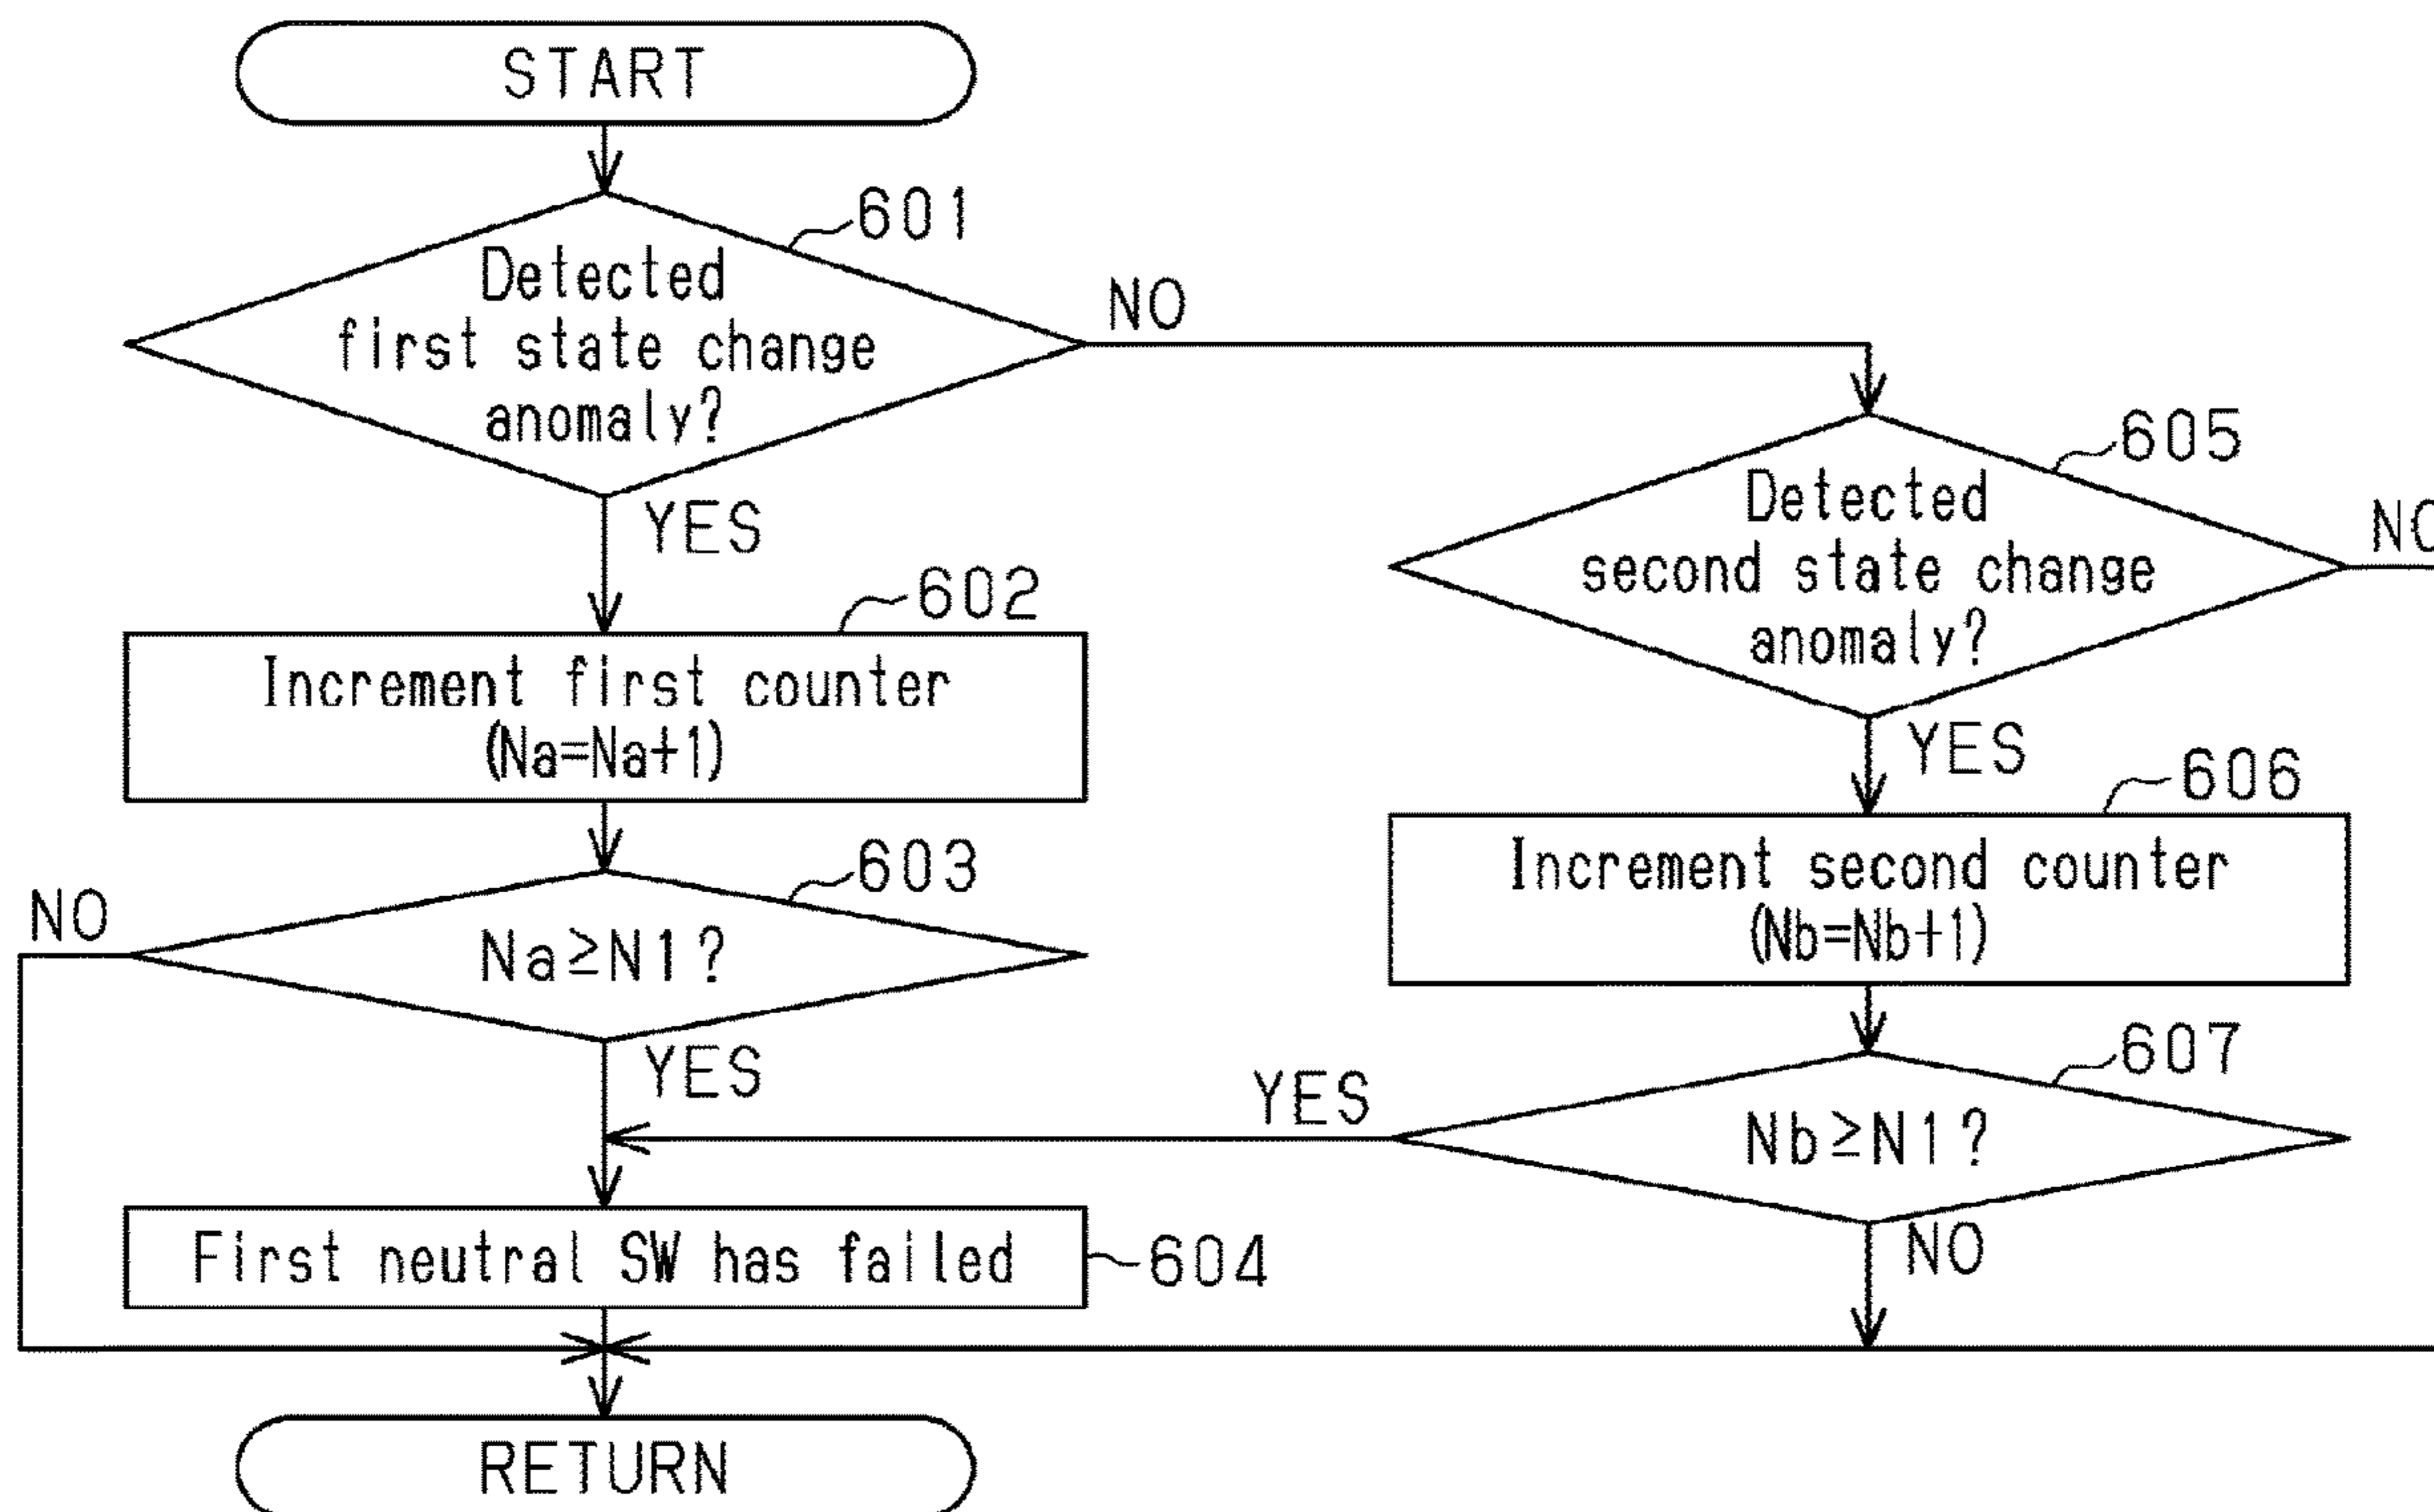 START
601
Detected
first state change
anomaly?
NO
YES
602
Increment first counter
(Na=Na+1)
603
Na≥N1?
NO
YES
First neutral SW has failed
604
RETURN
605
Detected
second state change
anomaly?
NO
YES
606
Increment second counter
(Nb=Nb+1)
607
Nb≥N1?
YES
NO